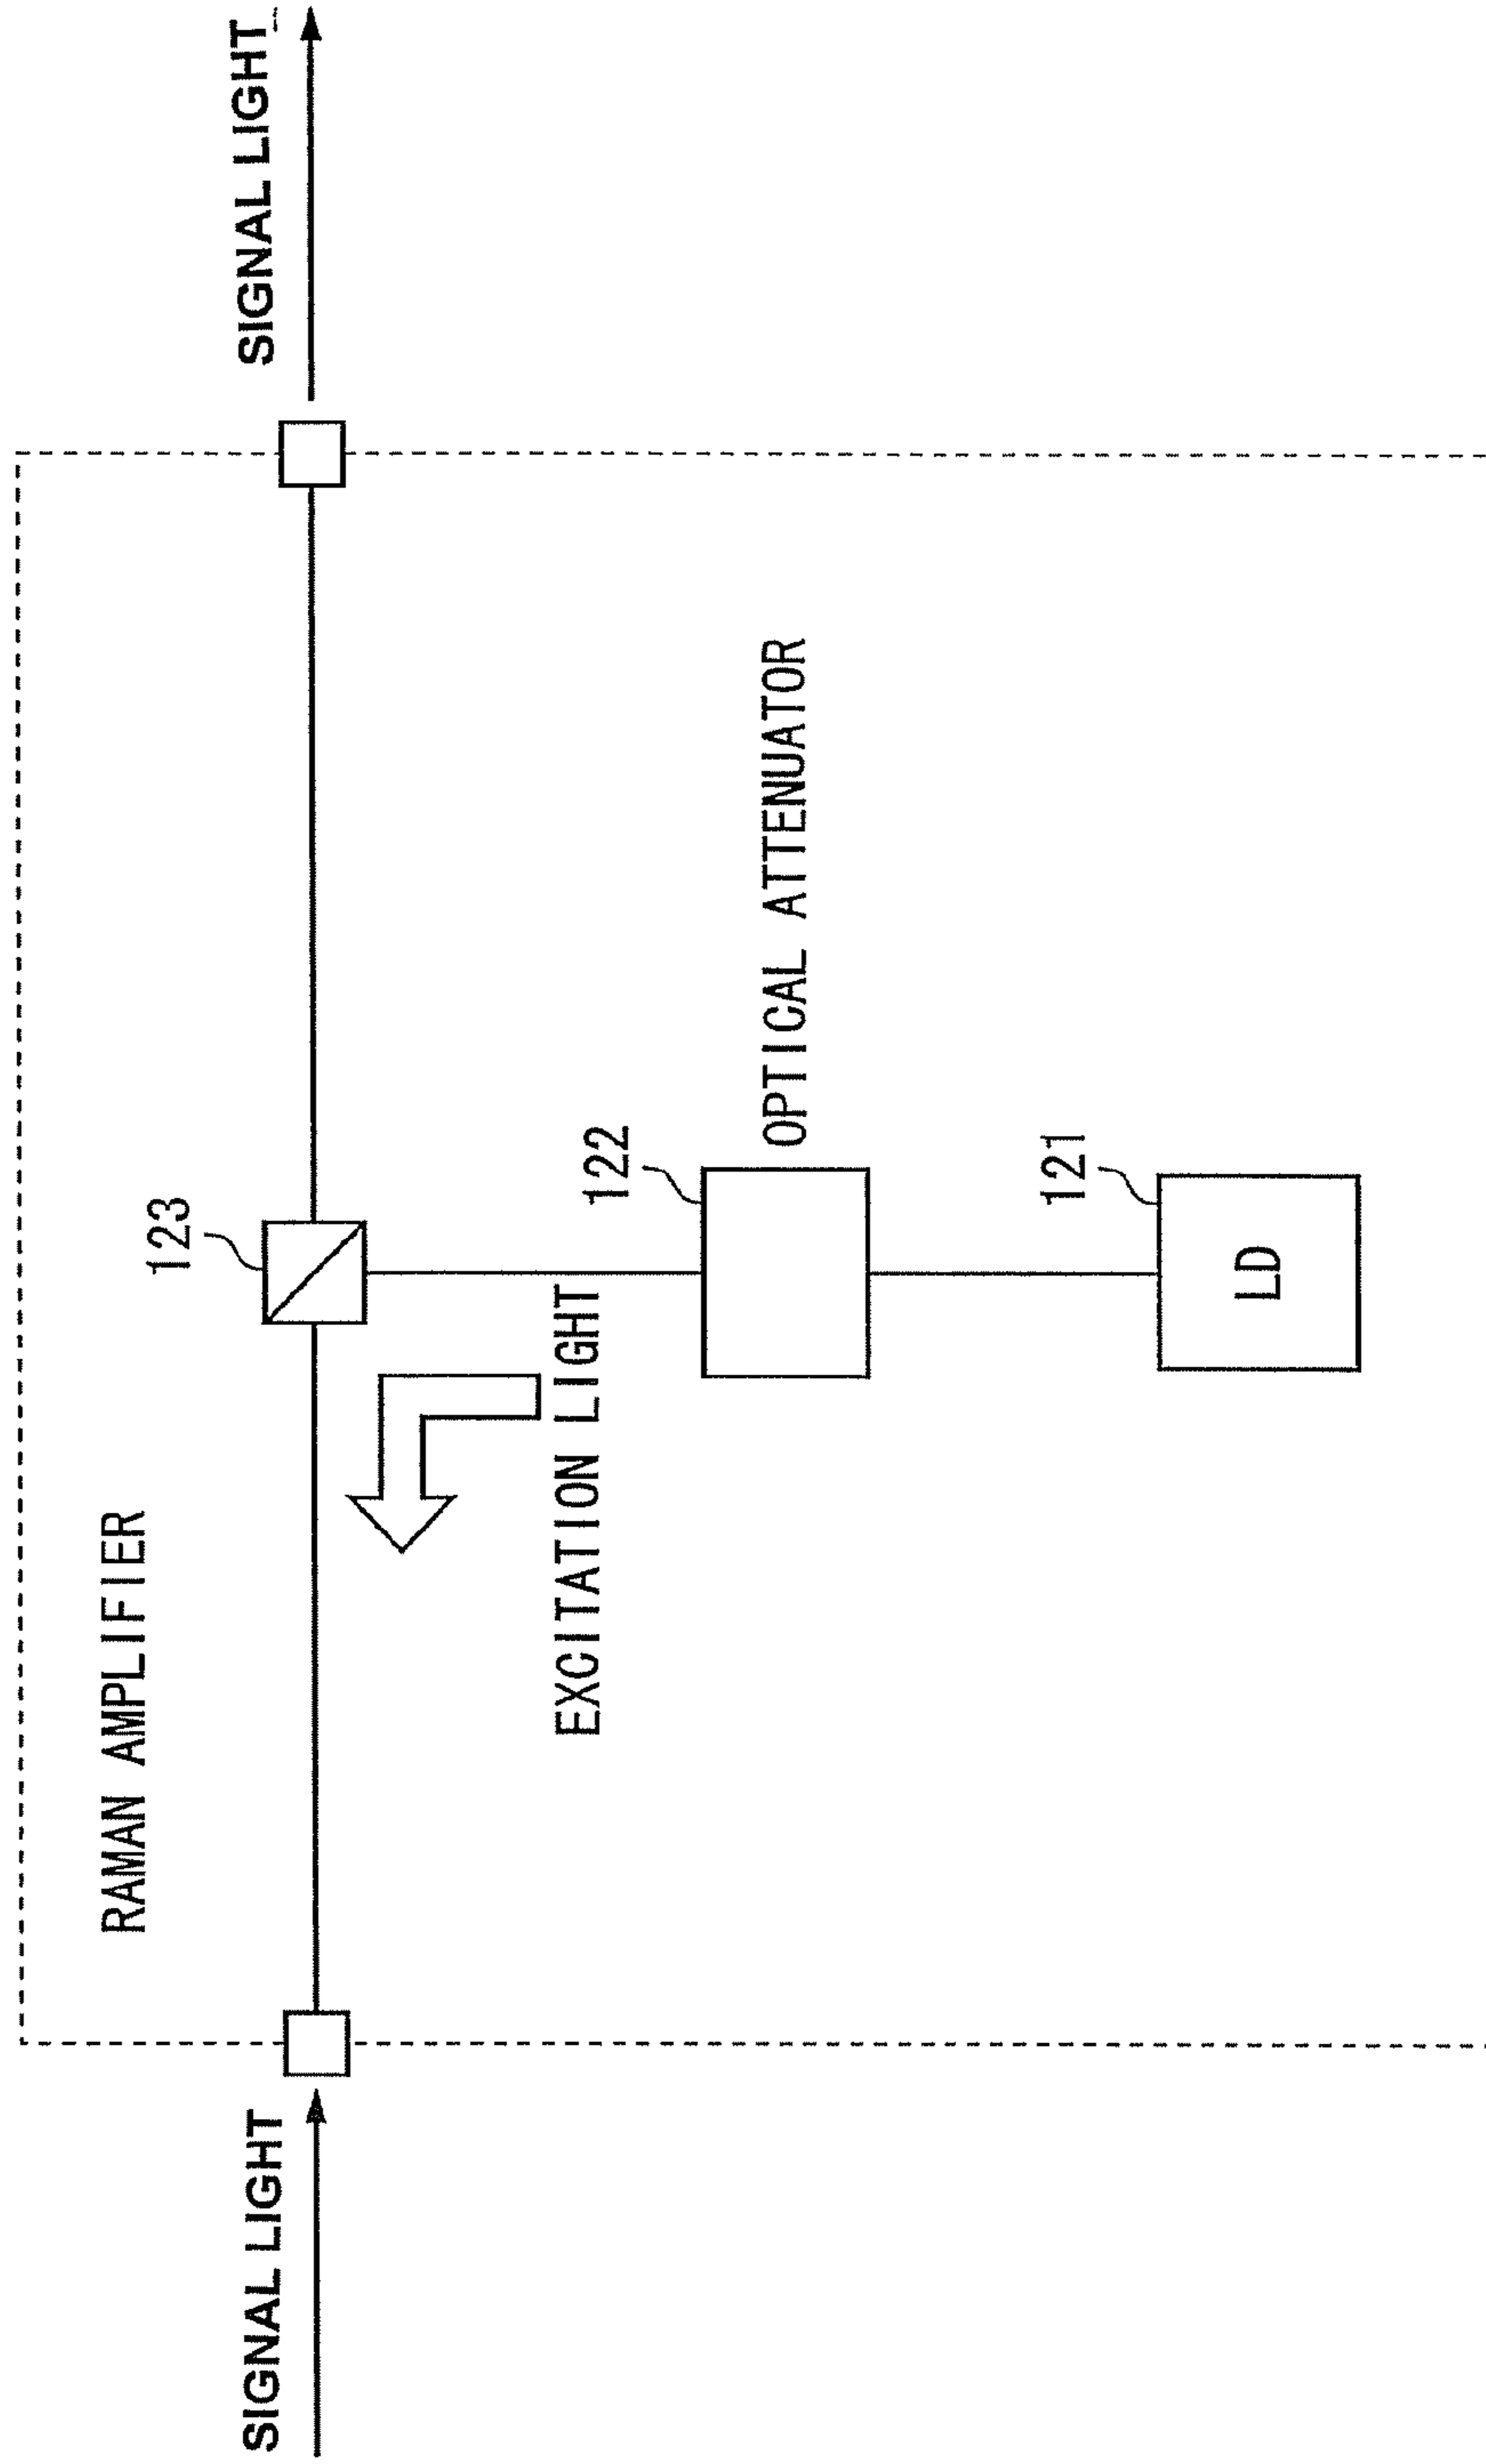 RAMAN AMPLIFIER
SIGNAL LIGHT
SIGNAL LIGHT
123
EXCITATION LIGHT
122
OPTICAL ATTENUATOR
121
LD